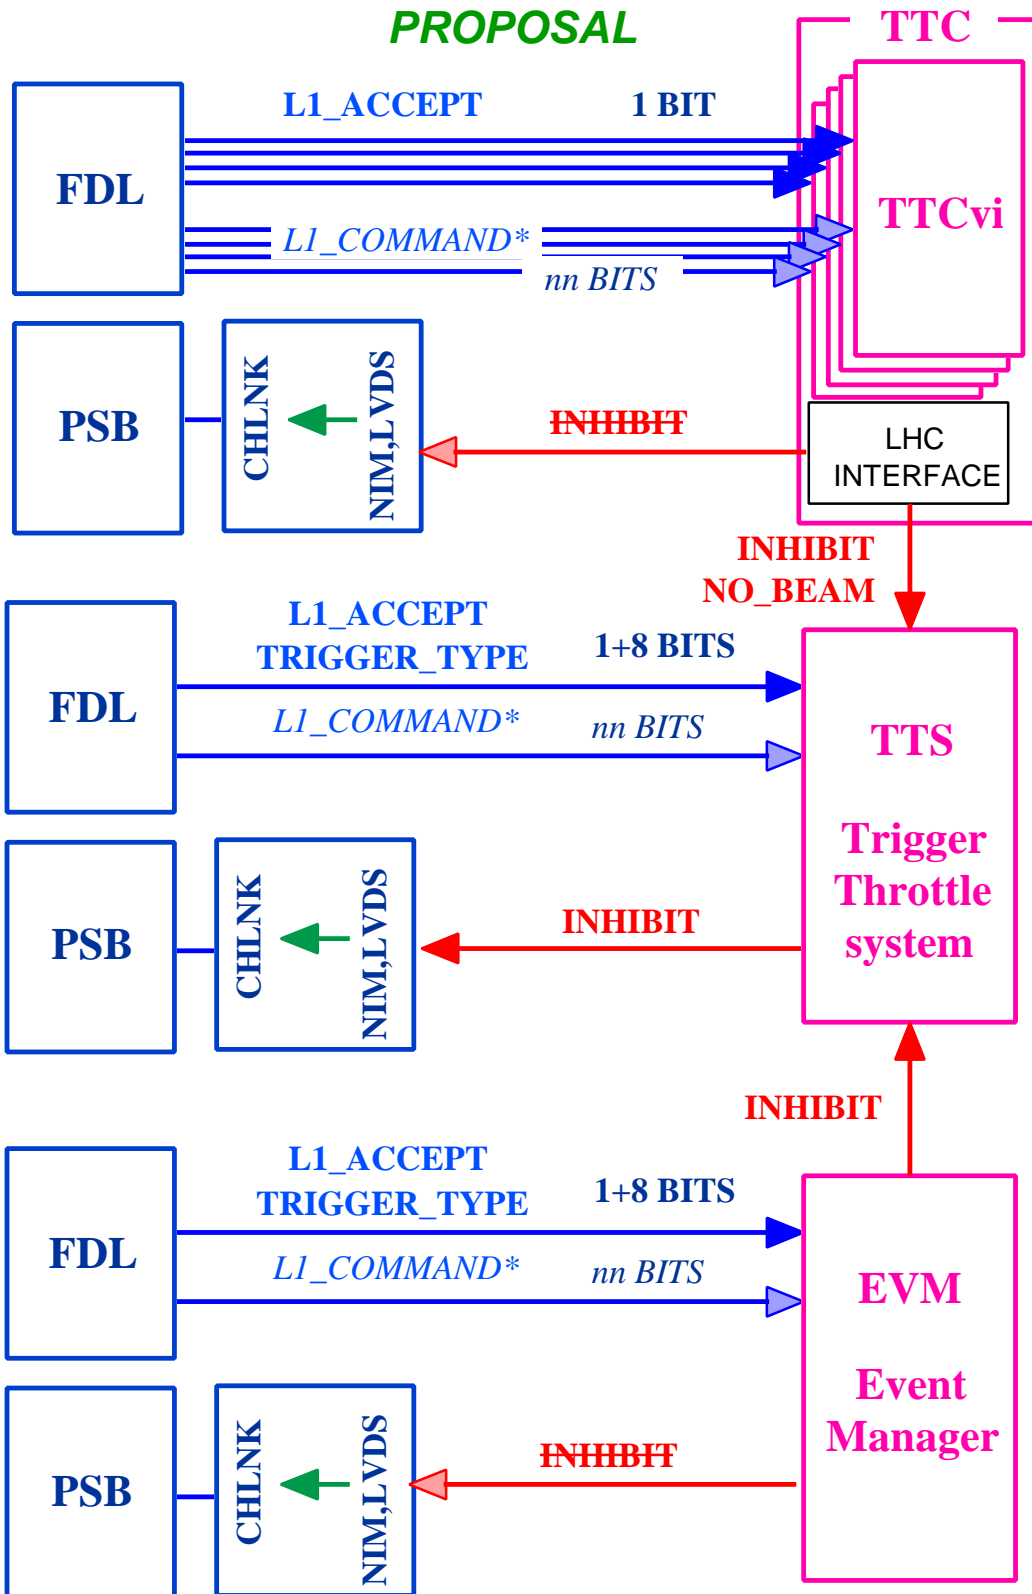 PROPOSAL
TTC
L1_ACCEPT
1 BIT
FDL
TTCvi
L1_COMMAND*
nn BITS
PSB
CHLNK
NIM,LVDS
INHIBIT
LHC
INTERFACE
INHIBIT
NO_BEAM
L1_ACCEPT
TRIGGER_TYPE
1+8 BITS
FDL
L1_COMMAND*
nn BITS
TTS
Trigger
Throttle
system
PSB
CHLNK
NIM,LVDS
INHIBIT
INHIBIT
L1_ACCEPT
TRIGGER_TYPE
1+8 BITS
FDL
L1_COMMAND*
nn BITS
EVM
Event
Manager
PSB
CHLNK
NIM,LVDS
INHIBIT